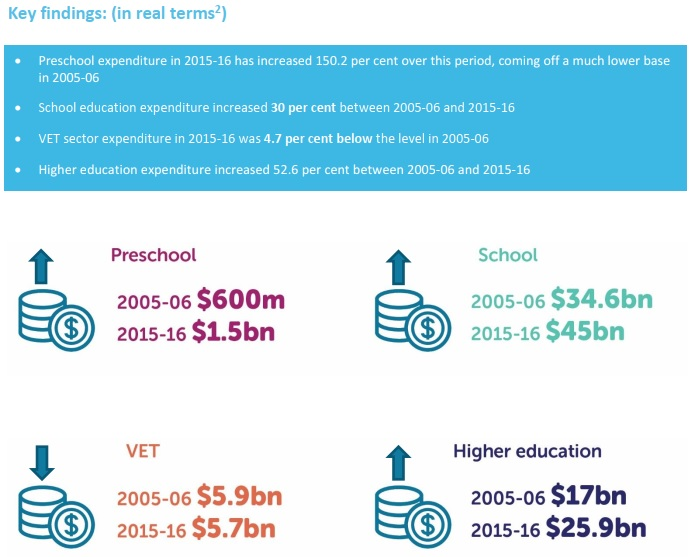 Key findings: (in real terms2)
• Preschool expenditure in 2015-16 has increased 150.2 per cent over this period, coming off a much lower base
in 2005-06
• School education expenditure increased 30 per cent between 2005-06 and 2015-16
• VET sector expenditure in 2015-16 was 4.7 per cent below the level in 2005-06
• Higher education expenditure increased 52.6 per cent between 2005-06 and 2015-16
Preschool
2005-06 $600m
2015-16 $1.5bn
$
School
2005-06 $34.6bn
2015-16 $45bn
$
VET
2005-06 $5.9bn
2015-16 $5.7bn
$
Higher education
2005-06 $17bn
2015-16 $25.9bn
$